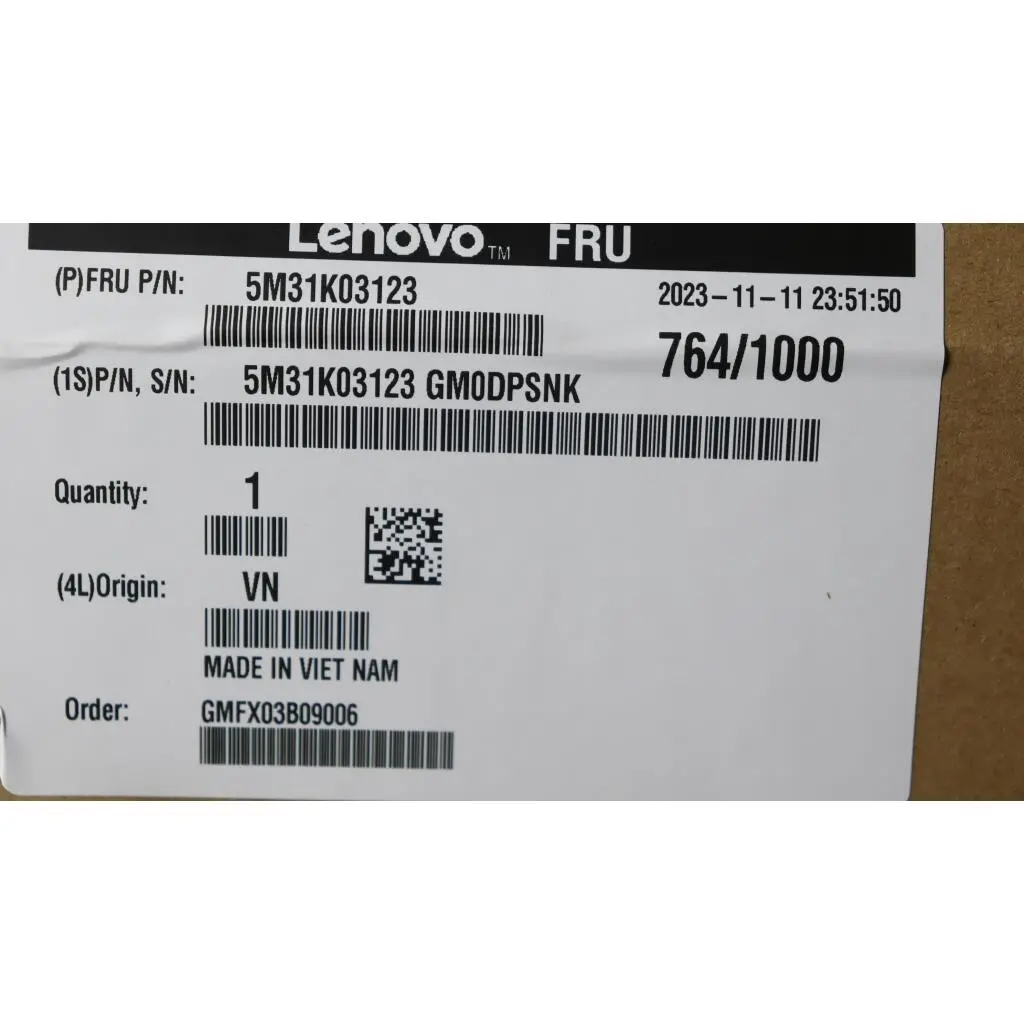 Lenovo™ FRU
(P)FRU P/N: 5M31K03123
2023-11-11 23:51:50
764/1000
(1S)P/N, S/N: 5M31K03123 GM0DPSNK
Quantity: 1
(4L)Origin: VN
MADE IN VIET NAM
Order: GMFX03B09006